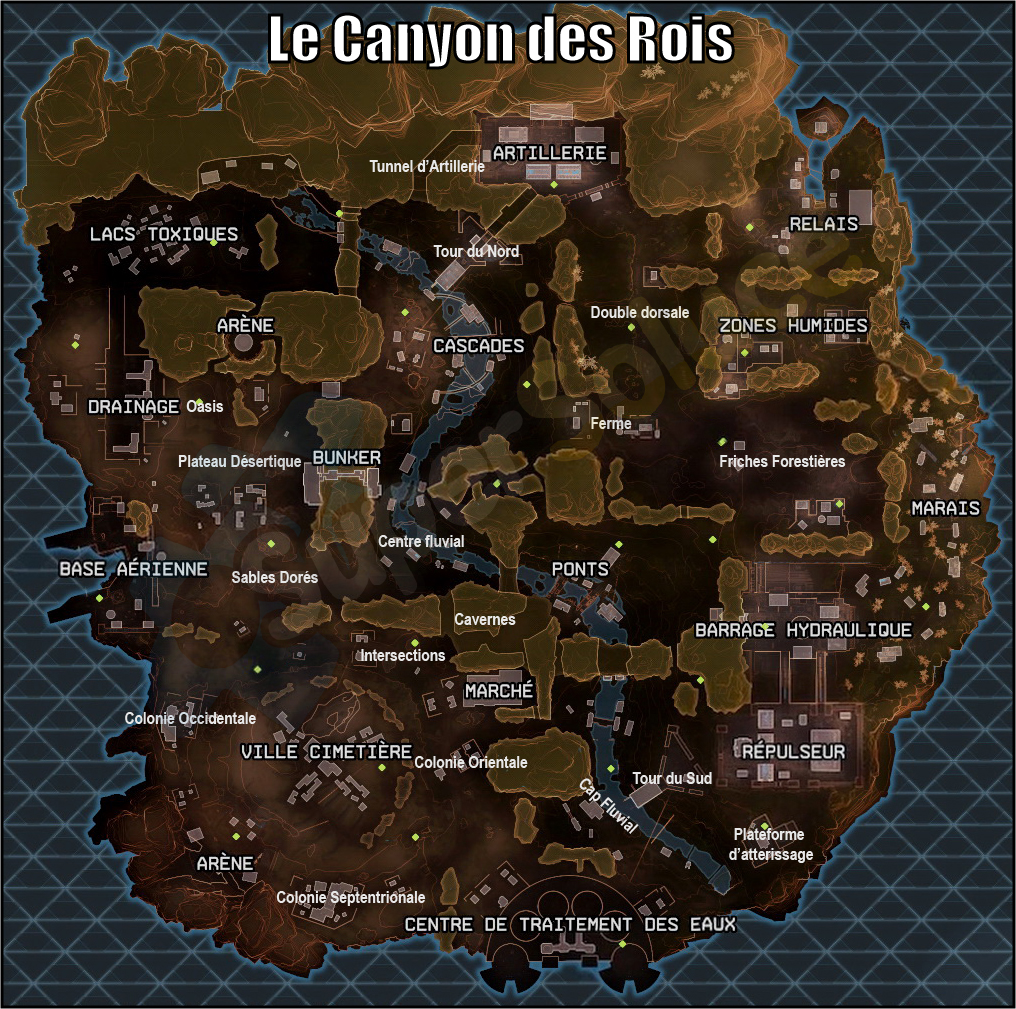 Le Canyon des Rois
ARTILLERIE
Tunnel d'Artillerie
RELAIS
LACS TOXIQUES
Tour du Nord
Double dorsale
ARÈNE
ZONES HUMIDES
CASCADES
DRAINAGE
Oasis
Ferme
Plateau Désertique
BUNKER
Friches Forestières
MARAIS
Centre fluvial
BASE AÉRIENNE
PONTS
Sables Dorés
Cavernes
BARRAGE HYDRAULIQUE
Intersections
MARCHÉ
Colonie Occidentale
VILLE CIMETIÈRE
RÉPULSEUR
Colonie Orientale
Tour du Sud
Cap Fluvial
Plateforme
d'atterissage
ARÈNE
Colonie Septentrionale
CENTRE DE TRAITEMENT DES EAUX
SuperSoluce